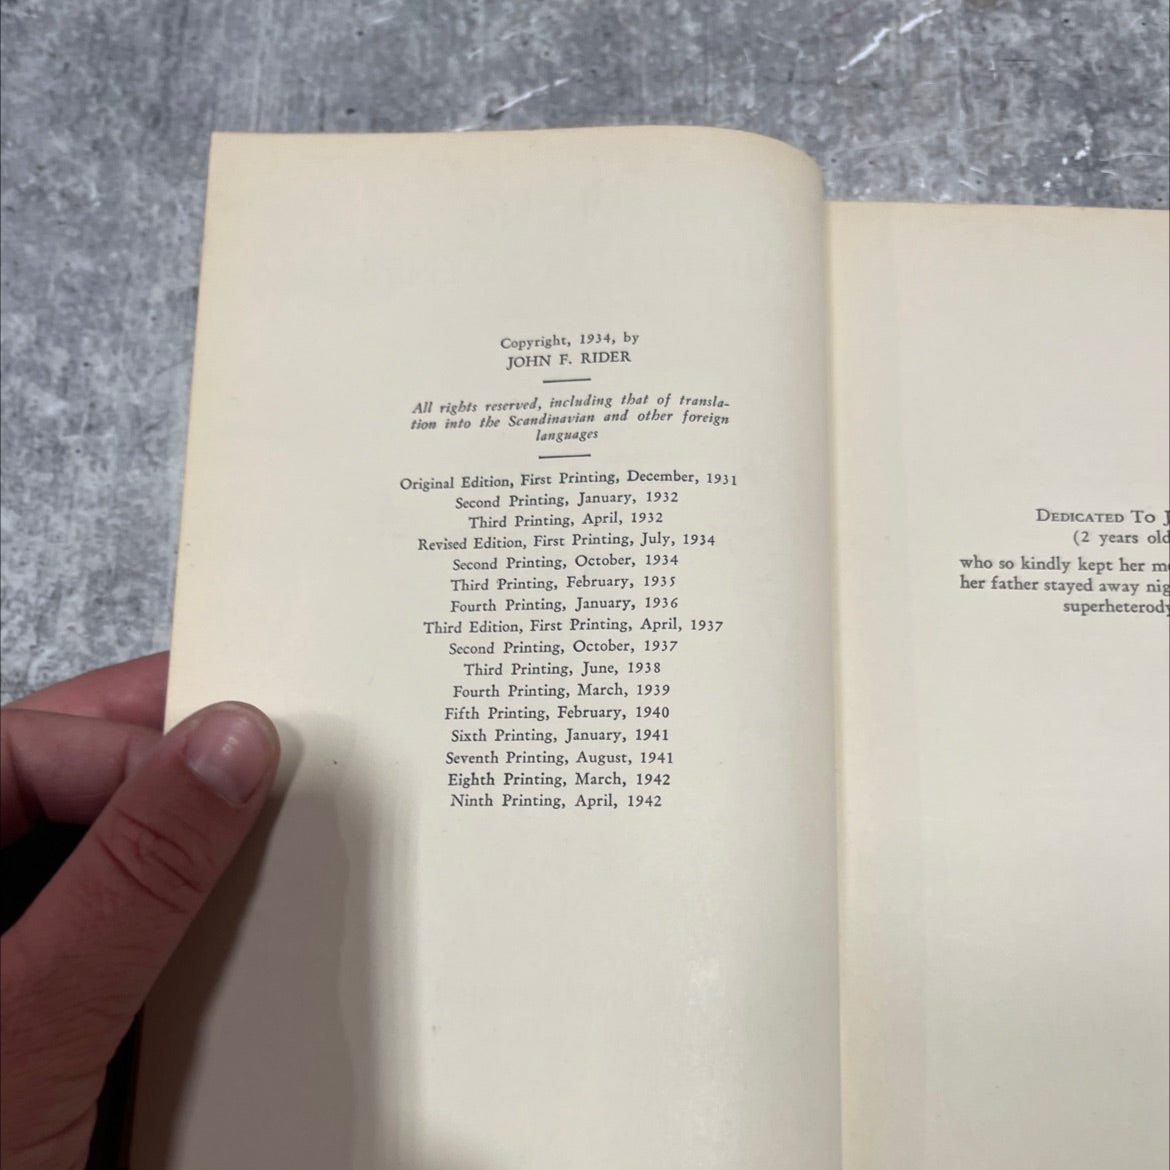 Copyright, 1934, by
JOHN F. RIDER
All rights reserved, including that of transla-
tion into the Scandinavian and other foreign
languages
Original Edition, First Printing, December, 1931
Second Printing, January, 1932
Third Printing, April, 1932
Revised Edition, First Printing, July, 1934
Second Printing, October, 1934
Third Printing, February, 1935
Fourth Printing, January, 1936
Third Edition, First Printing, April, 1937
Second Printing, October, 1937
Third Printing, June, 1938
Fourth Printing, March, 1939
Fifth Printing, February, 1940
Sixth Printing, January, 1941
Seventh Printing, August, 1941
Eighth Printing, March, 1942
Ninth Printing, April, 1942
DEDICATED TO
(2 years old
who so kindly kept her
her father stayed away